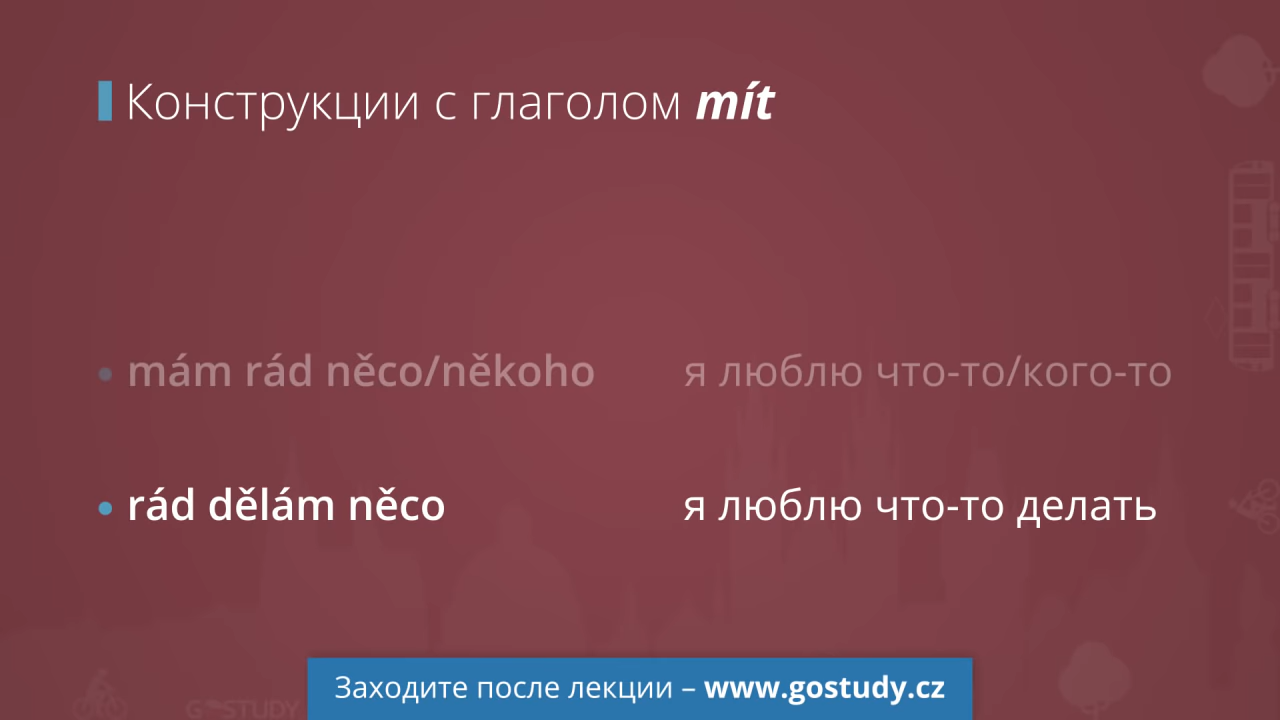 Конструкции с глаголом mít
• mám rád něco/někoho я люблю что-то/кого-то
• rád dělám něco я люблю что-то делать
Заходите после лекции – www.gostudy.cz
GOSTUDY